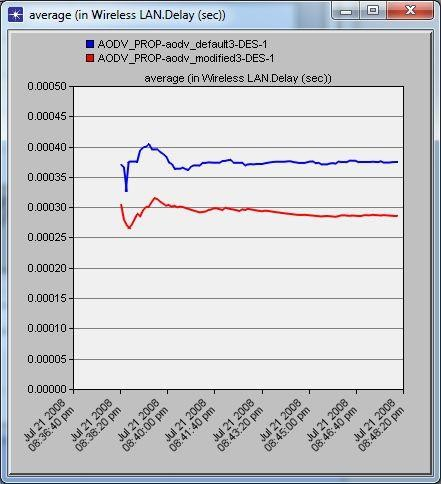 average (in Wireless LAN.Delay (sec))
AODV_PROP-aodv_default3-DES-1
AODV_PROP-aodv_modified3-DES-1
average (in Wireless LAN.Delay (sec))
0.00050
0.00045
0.00040
0.00035
0.00030
0.00025
0.00020
0.00015
0.00010
0.00005
0.00000
Jul 21 2008
08:36:40 pm
Jul 21 2008
08:38:20 pm
Jul 21 2008
08:40:00 pm
Jul 21 2008
08:41:40 pm
Jul 21 2008
08:43:20 pm
Jul 21 2008
08:45:00 pm
Jul 21 2008
08:46:40 pm
Jul 21 2008
08:48:20 pm